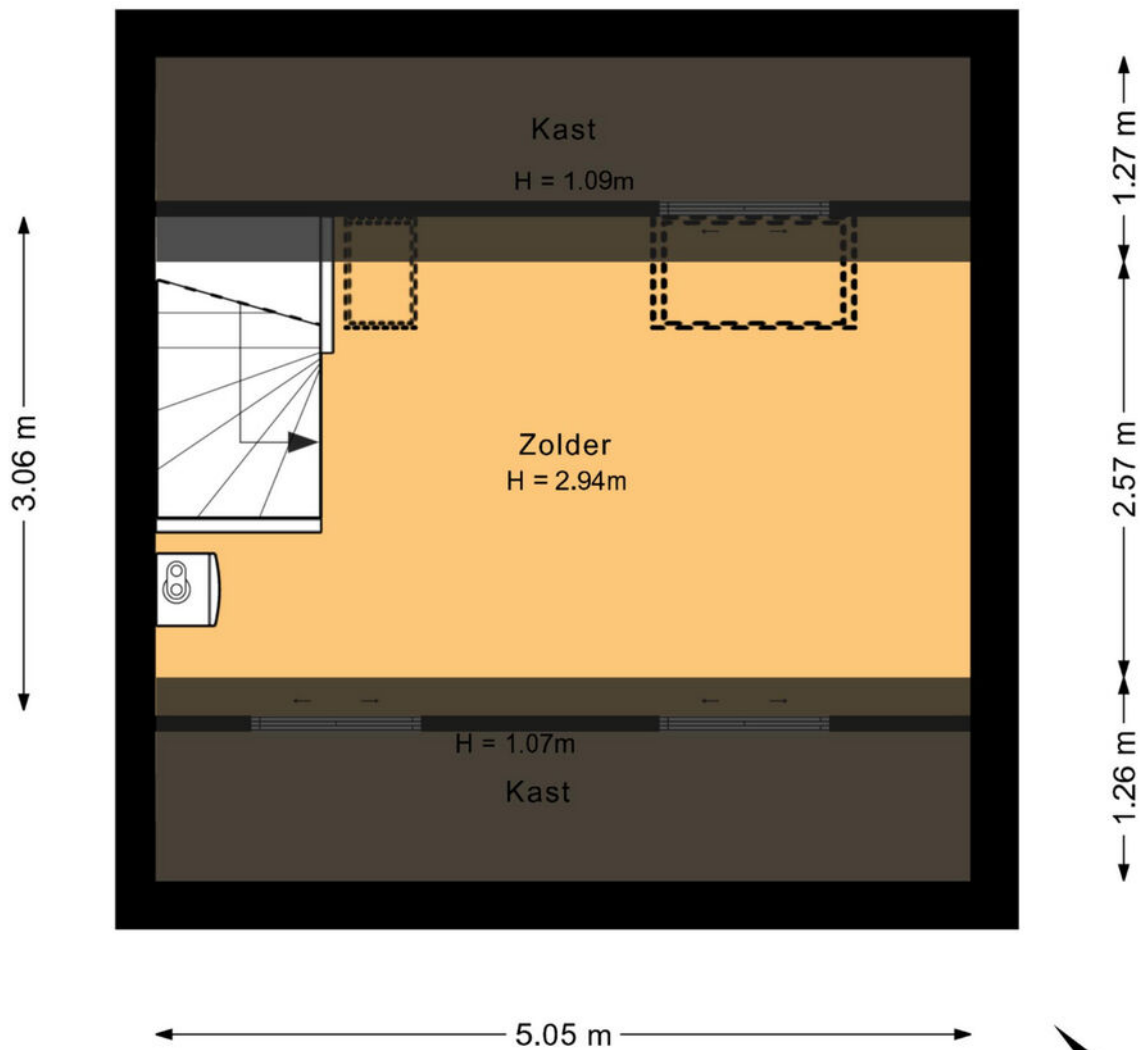 Kast
H = 1.09m
1.27 m
3.06 m
Zolder
H = 2.94m
2.57 m
H = 1.07m
Kast
1.26 m
5.05 m